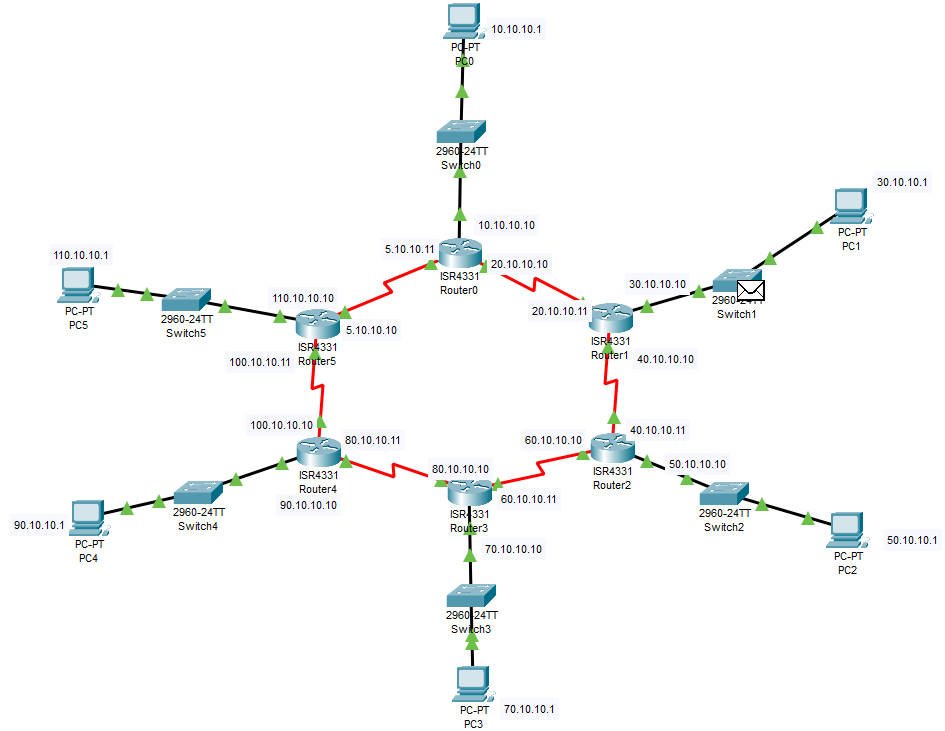 10.10.10.1
PC-PT
PC0
2960-24TT
Switch0
10.10.10.10
5.10.10.11
20.10.10.10
ISR4331
Router0
30.10.10.1
PC-PT
PC1
30.10.10.10
2960-24TT
Switch1
20.10.10.11
ISR4331
Router1
40.10.10.10
110.10.10.1
PC-PT
PC5
2960-24TT
Switch5
110.10.10.10
5.10.10.10
ISR4331
Router5
100.10.10.11
100.10.10.10
80.10.10.11
ISR4331
Router4
90.10.10.10
2960-24TT
Switch4
90.10.10.1
PC-PT
PC4
40.10.10.11
60.10.10.10
ISR4331
Router2
50.10.10.10
2960-24TT
Switch2
50.10.10.1
PC-PT
PC2
80.10.10.10
60.10.10.11
ISR4331
Router3
70.10.10.10
2960-24TT
Switch3
PC-PT
PC3
70.10.10.1